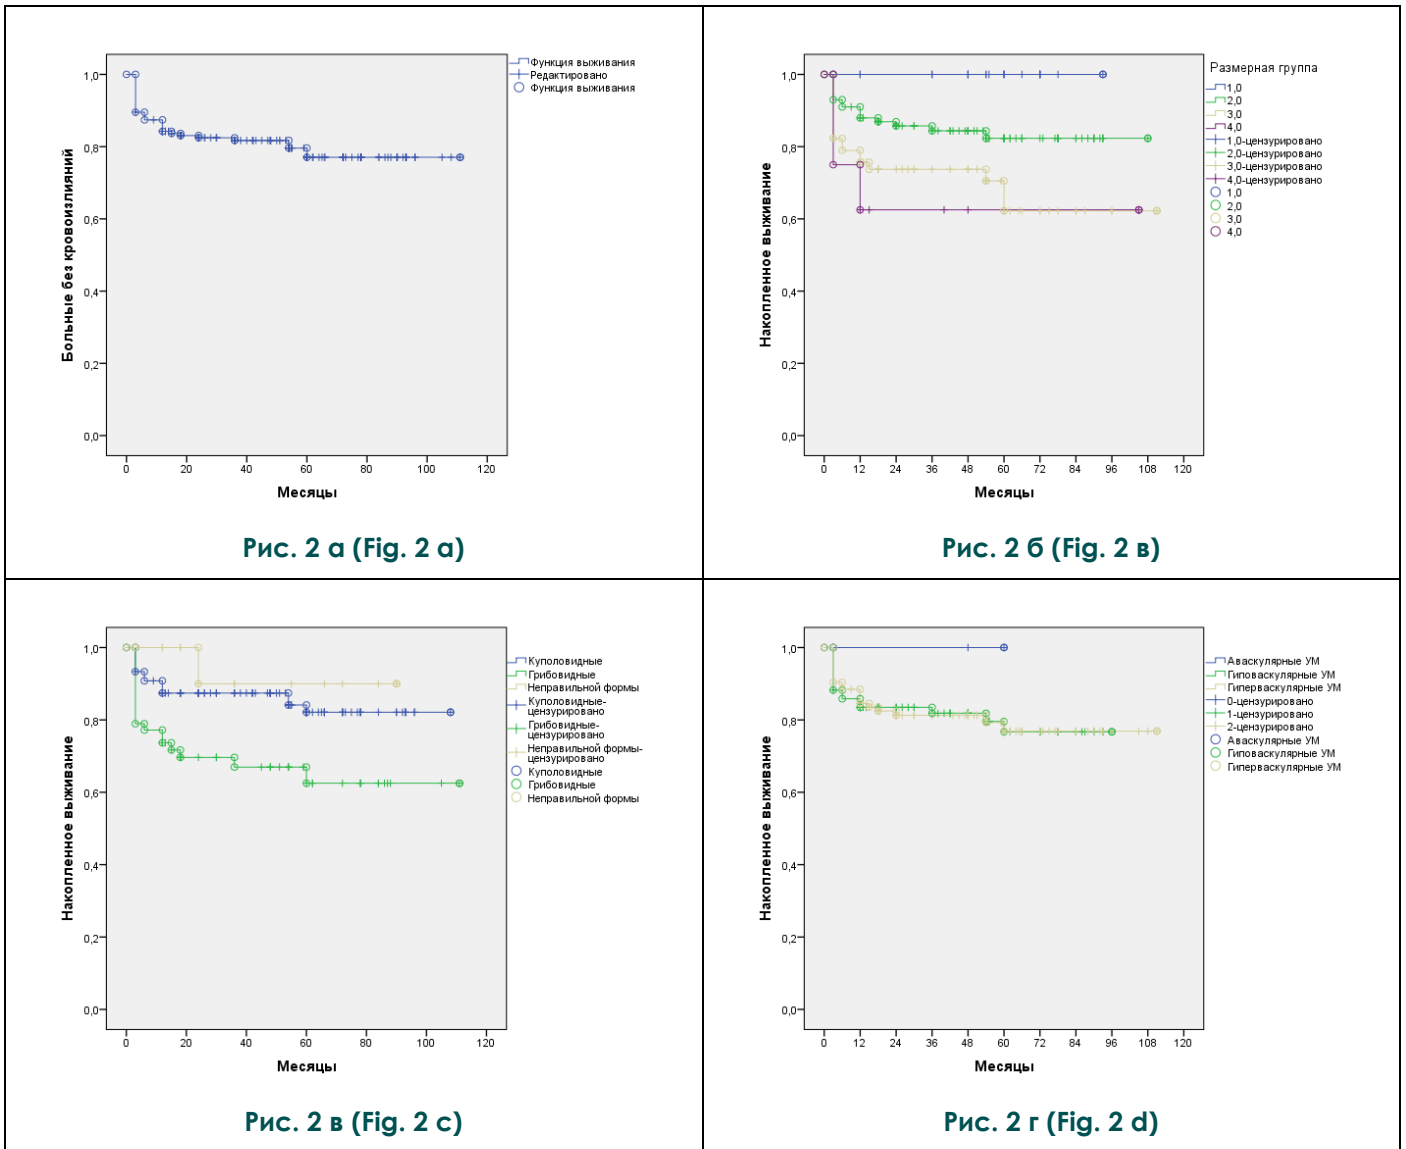 Больные без кровоизлияний
1,0
0,8
0,6
0,4
0,2
0,0
0 20 40 60 80 100 120
Месяцы
Функция выживания
Редактировано
Функция выживания
Рис. 2 а (Fig. 2 a)
Накопленное выживание
1,0
0,8
0,6
0,4
0,2
0,0
0 12 24 36 48 60 72 84 96 108 120
Месяцы
Размерная группа
1,0
2,0
3,0
4,0
1,0-цензурировано
2,0-цензурировано
3,0-цензурировано
4,0-цензурировано
1,0
2,0
3,0
4,0
Рис. 2 б (Fig. 2 в)
Накопленное выживание
1,0
0,8
0,6
0,4
0,2
0,0
0 20 40 60 80 100 120
Месяцы
Куполовидные
Грибовидные
Неправильной формы
Куполовидные-
цензурировано
Грибовидные-
цензурировано
Неправильной формы-
цензурировано
Куполовидные
Грибовидные
Неправильной формы
Рис. 2 в (Fig. 2 c)
Накопленное выживание
1,0
0,8
0,6
0,4
0,2
0,0
0 12 24 36 48 60 72 84 96 108 120
Месяцы
Аваскулярные УМ
Гиповаскулярные УМ
Гиперваскулярные УМ
0-цензурировано
1-цензурировано
2-цензурировано
Аваскулярные УМ
Гиповаскулярные УМ
Гиперваскулярные УМ
Рис. 2 г (Fig. 2 d)